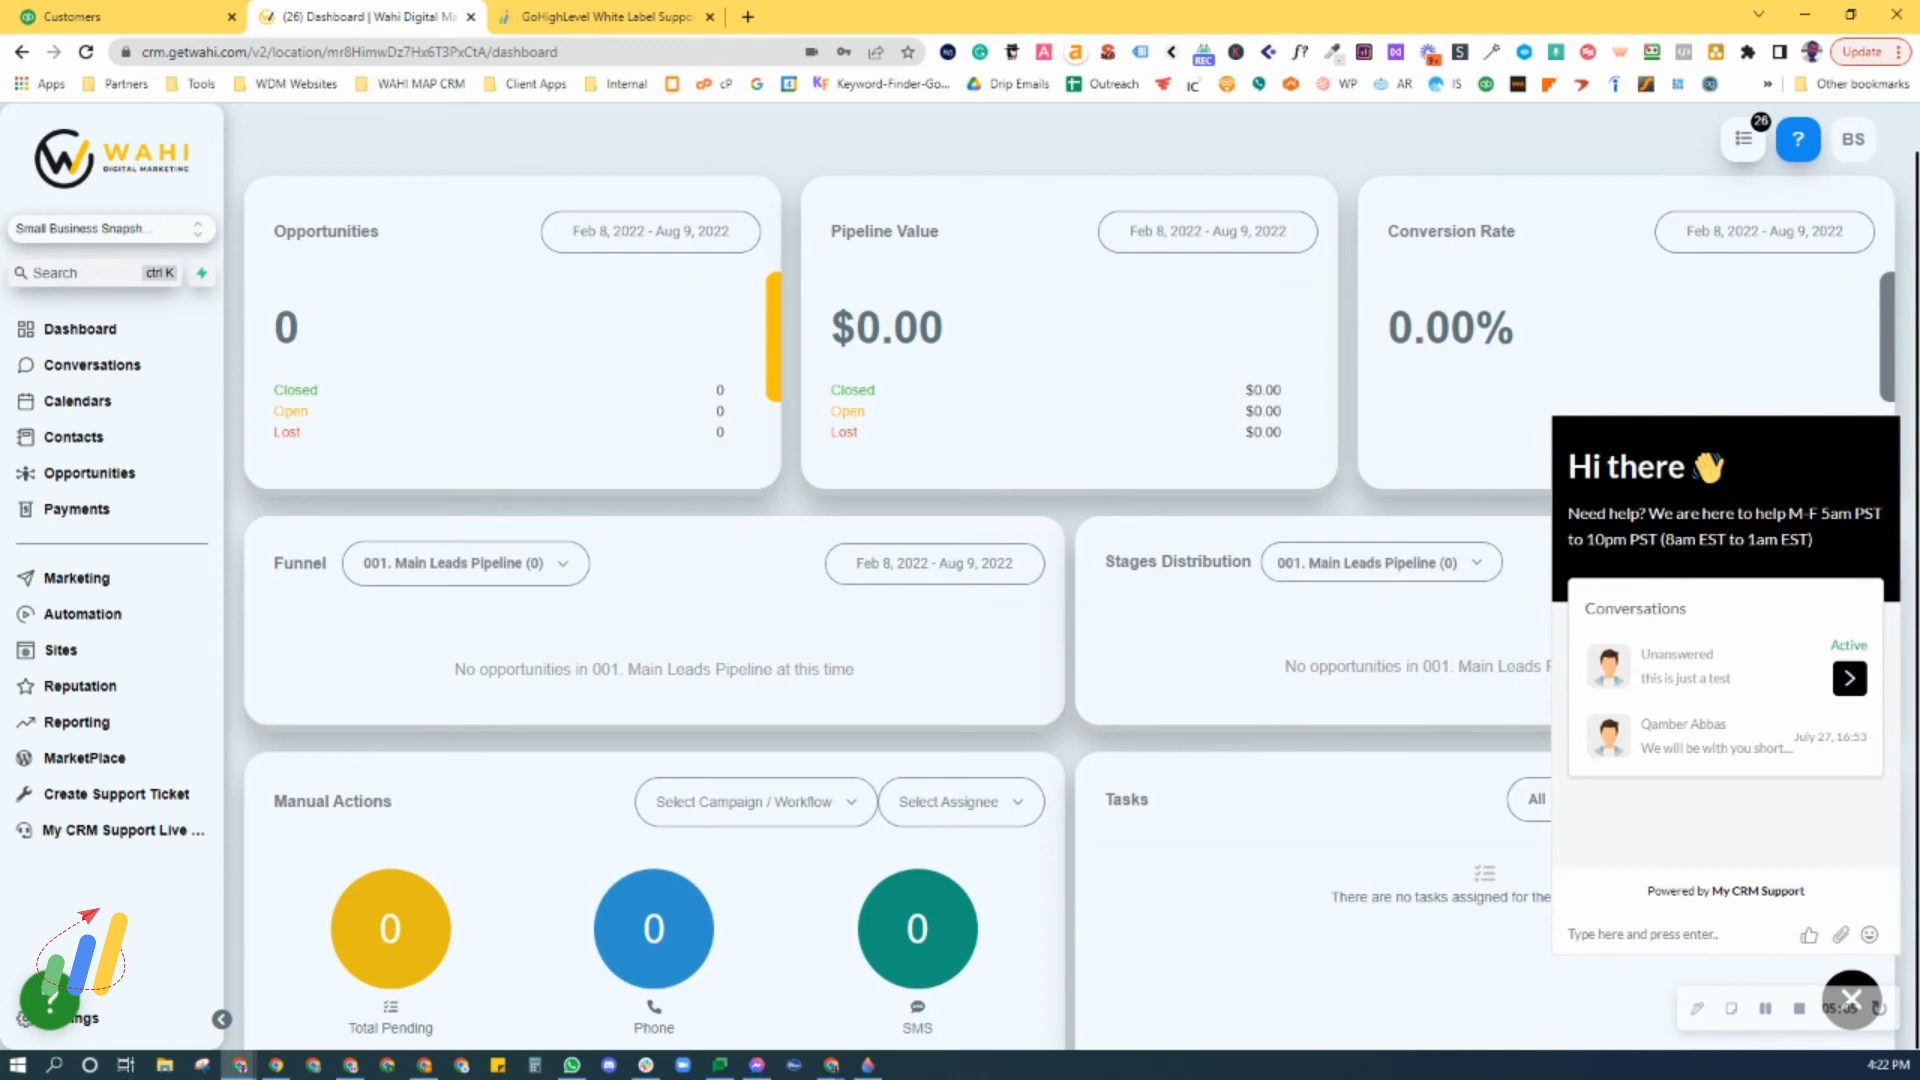 Customers
(26) Dashboard | Wahi Digital Ma
GoHighLevel White Label Suppo
crm.getwahi.com/v2/location/mr8HimwDz7Hx6T3PxCtA/dashboard
Update
Apps
Partners
Tools
WDM Websites
WAHI MAP CRM
Client Apps
Internal
cP
Keyword-Finder-Go...
Drip Emails
Outreach
WP
AR
IS
Other bookmarks
WAHI
DIGITAL MARKETING
Small Business Snapsh...
Search
ctrl K
Dashboard
Conversations
Calendars
Contacts
Opportunities
Payments
Marketing
Automation
Sites
Reputation
Reporting
MarketPlace
Create Support Ticket
My CRM Support Live ...
ngs
26
?
BS
Opportunities
Feb 8, 2022 - Aug 9, 2022
0
Closed 0
Open 0
Lost 0
Pipeline Value
Feb 8, 2022 - Aug 9, 2022
$0.00
Closed $0.00
Open $0.00
Lost $0.00
Conversion Rate
Feb 8, 2022 - Aug 9, 2022
0.00%
Funnel
001. Main Leads Pipeline (0)
Feb 8, 2022 - Aug 9, 2022
No opportunities in 001. Main Leads Pipeline at this time
Stages Distribution
001. Main Leads Pipeline (0)
No opportunities in 001. Main Leads P
Manual Actions
Select Campaign / Workflow
Select Assignee
0
Total Pending
0
Phone
0
SMS
Tasks
All
There are no tasks assigned for the
Hi there
Need help? We are here to help M-F 5am PST
to 10pm PST (8am EST to 1am EST)
Conversations
Unanswered
Active
this is just a test
Qamber Abbas
July 27, 16:53
We will be with you short...
Powered by My CRM Support
Type here and press enter..
05:05
4:22 PM